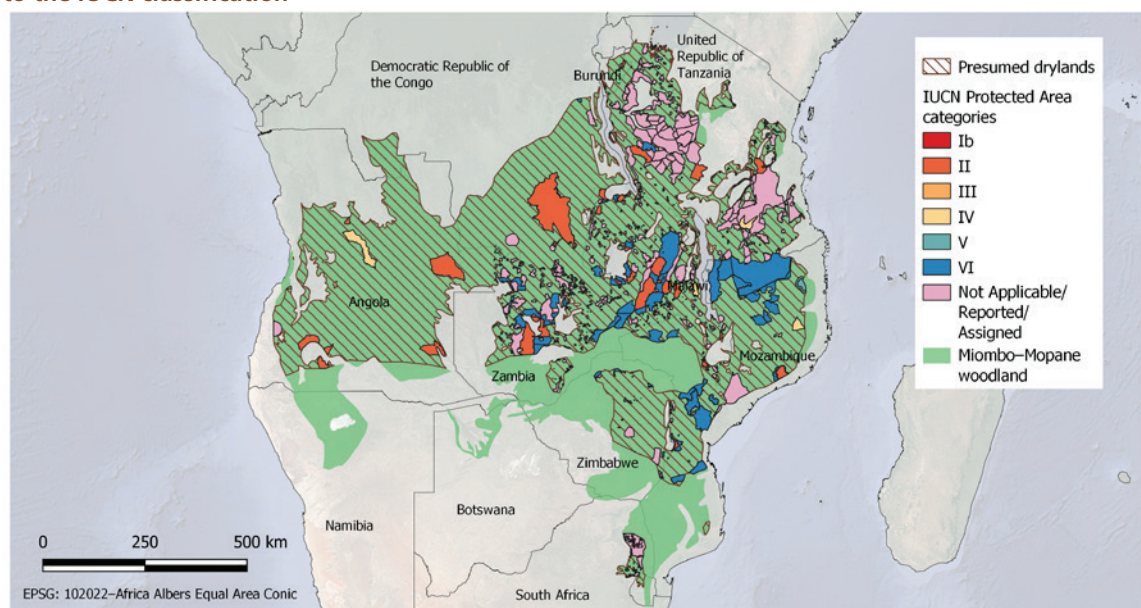 Democratic Republic of
the Congo
Burundi
United
Republic of
Tanzania
Angola
Malawi
Mozambique
Zambia
Zimbabwe
Namibia
Botswana
South Africa
Presumed drylands
IUCN Protected Area
categories
Ib
II
III
IV
V
VI
Not Applicable/
Reported/
Assigned
Miombo–Mopane
woodland
0 250 500 km
EPSG: 102022–Africa Albers Equal Area Conic